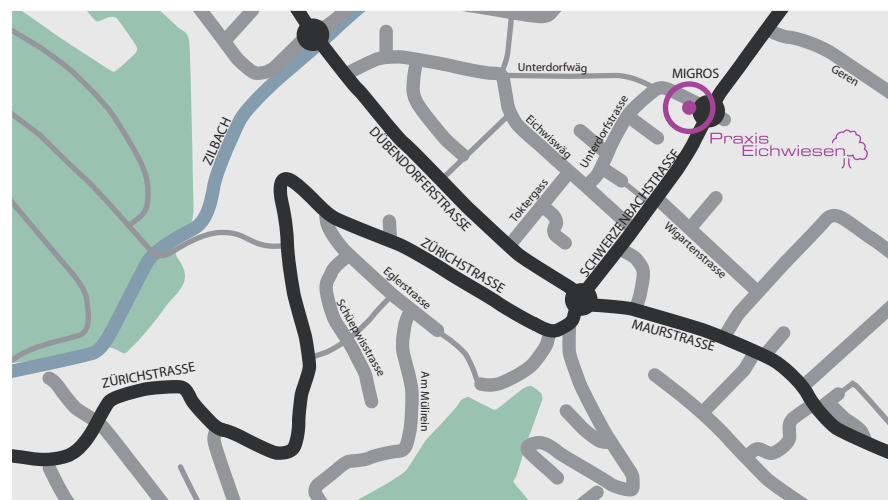 Unterdorfwäg
MIGROS
Geren
ZILBACH
DÜBENDORFERSTRASSE
Eichwiswäg
Unterdorfstrasse
Praxis
Eichwiesen
Toktergass
SCHWERZENBACHSTRASSE
Wigartenstrasse
ZÜRICHSTRASSE
Eglerstrasse
Schüepwisstrasse
MAURSTRASSE
ZÜRICHSTRASSE
Am Mülirein